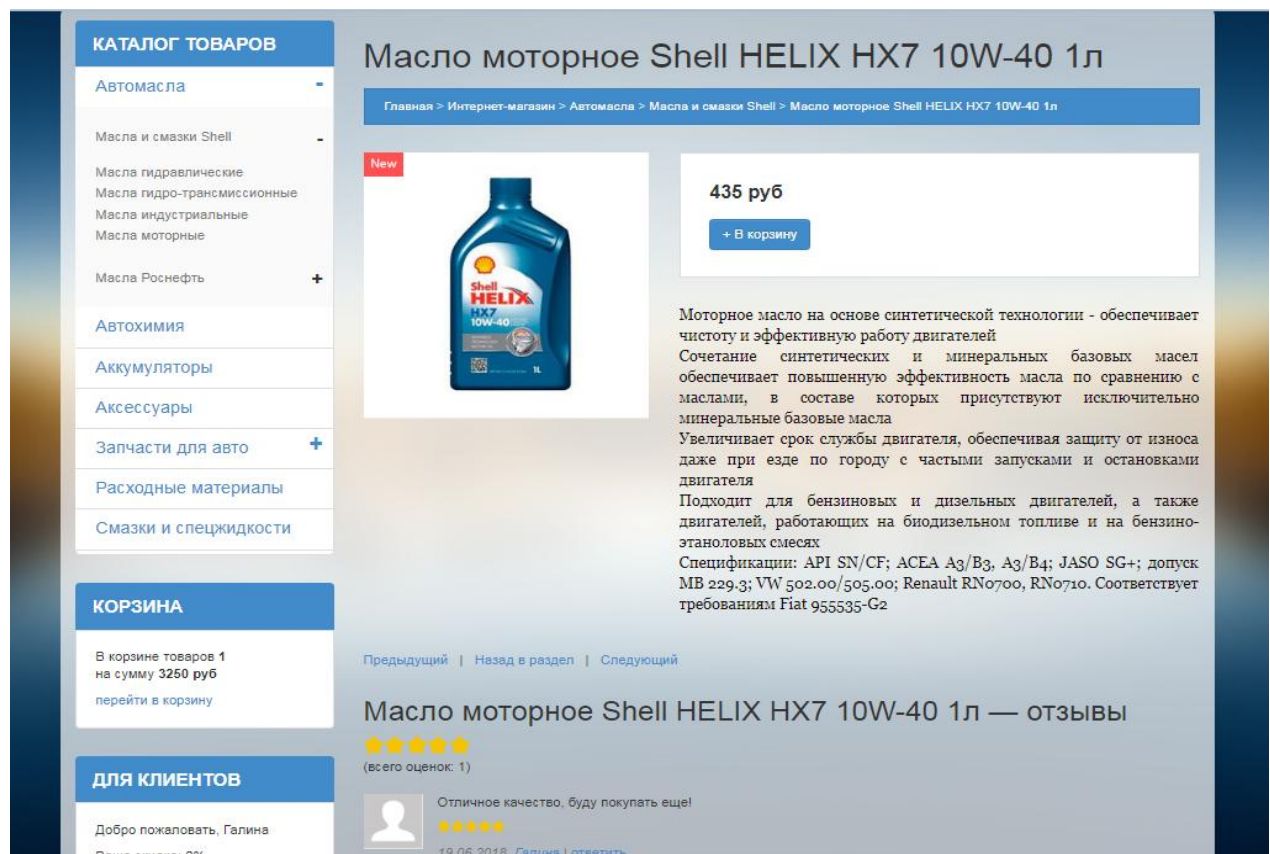 КАТАЛОГ ТОВАРОВ
Автомасла -
Масла и смазки Shell -
Масла гидравлические
Масла гидро-трансмиссионные
Масла индустриальные
Масла моторные
Масла Роснефть +
Автохимия
Аккумуляторы
Аксессуары
Запчасти для авто +
Расходные материалы
Смазки и спецжидкости
КОРЗИНА
В корзине товаров 1
на сумму 3250 руб
перейти в корзину
ДЛЯ КЛИЕНТОВ
Добро пожаловать, Галина
Масло моторное Shell HELIX HX7 10W-40 1л
Главная > Интернет-магазин > Автомасла > Масла и смазки Shell > Масло моторное Shell HELIX HX7 10W-40 1л
New
Shell
HELIX
HX7
10W-40
1L
435 руб
+ В корзину
Моторное масло на основе синтетической технологии - обеспечивает
чистоту и эффективную работу двигателей
Сочетание синтетических и минеральных базовых масел
обеспечивает повышенную эффективность масла по сравнению с
маслами, в составе которых присутствуют исключительно
минеральные базовые масла
Увеличивает срок службы двигателя, обеспечивая защиту от износа
даже при езде по городу с частыми запусками и остановками
двигателя
Подходит для бензиновых и дизельных двигателей, а также
двигателей, работающих на биодизельном топливе и на бензино-
этаноловых смесях
Спецификации: API SN/CF; ACEA A3/B3, A3/B4; JASO SG+; допуск
MB 229.3; VW 502.00/505.00; Renault RN0700, RN0710. Соответствует
требованиям Fiat 955535-G2
Предыдущий | Назад в раздел | Следующий
Масло моторное Shell HELIX HX7 10W-40 1л — отзывы
(всего оценок: 1)
Отличное качество, буду покупать еще!
19.06.2018, Галина | ответить